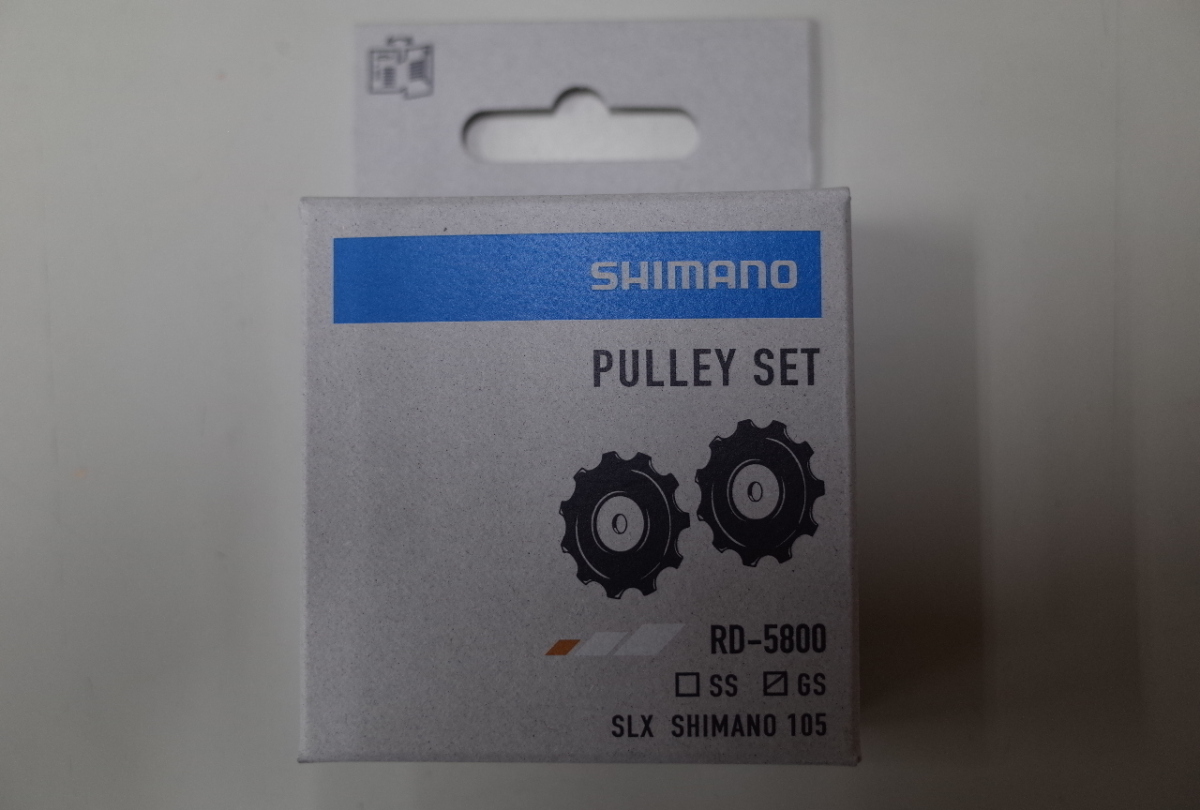 SHIMANO
PULLEY SET
RD-5800
SS GS
SLX SHIMANO 105